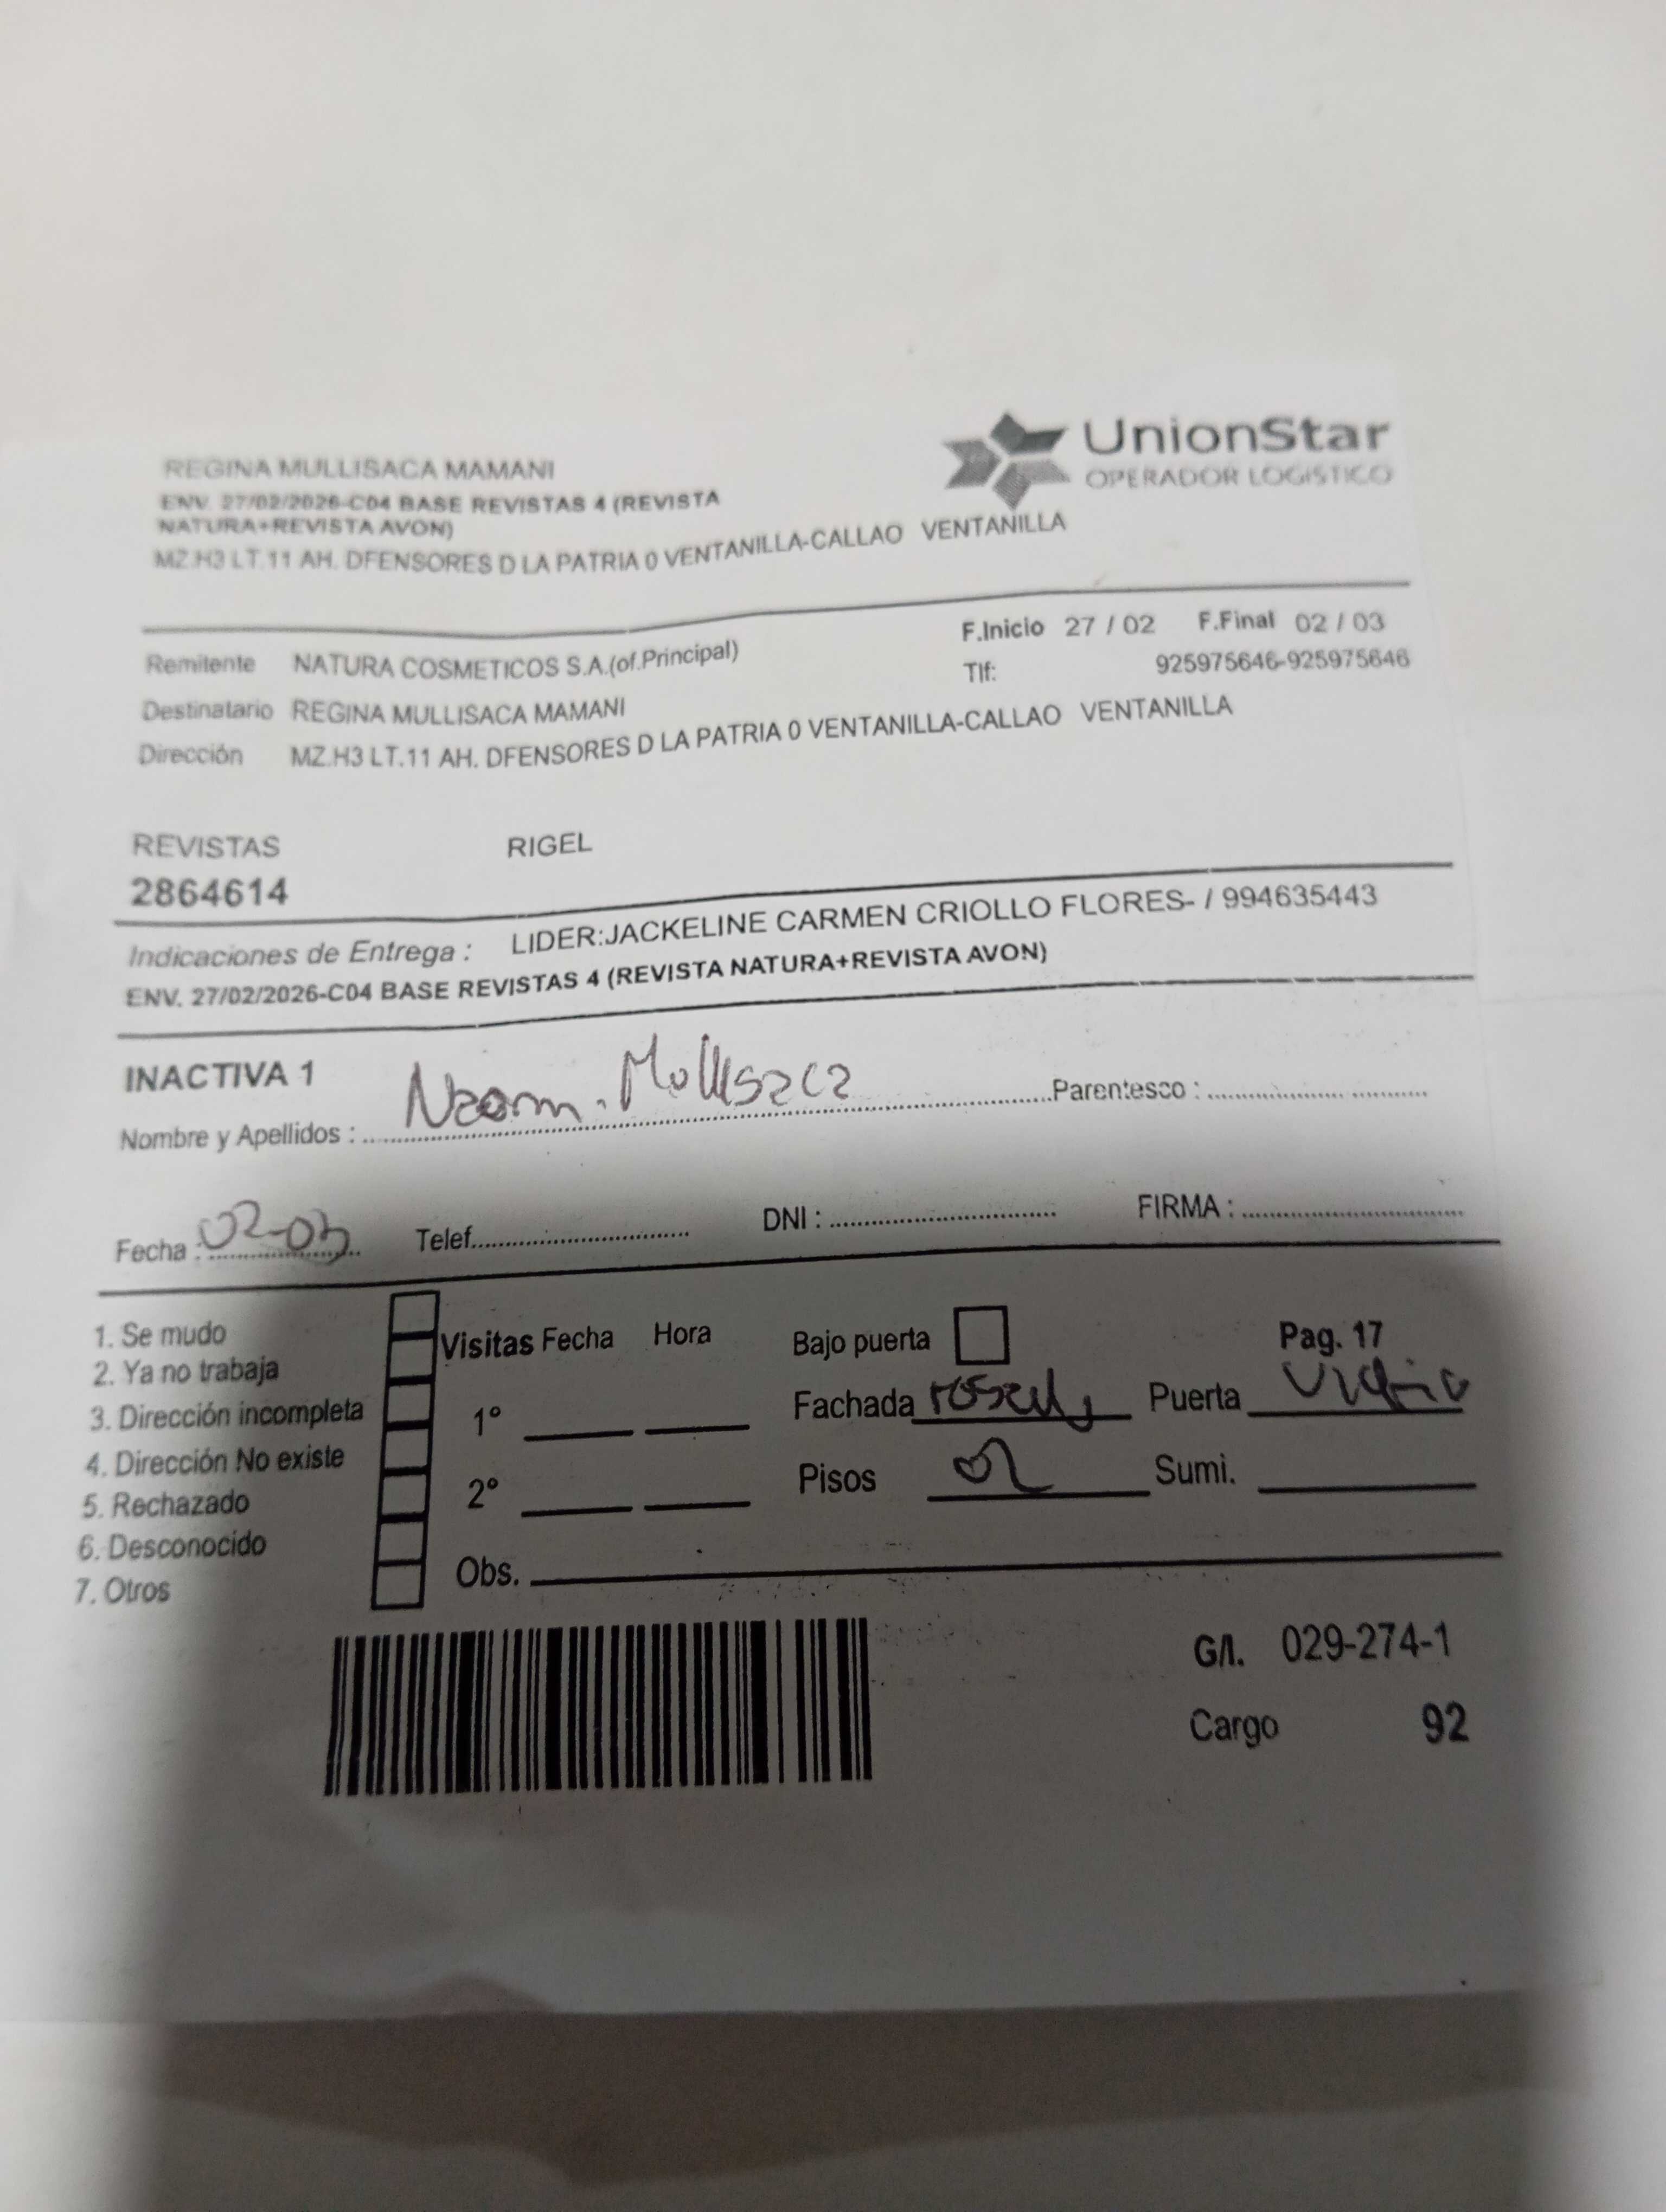 UnionStar
OPERADOR LOGISTICO
REGINA MULLISACA MAMANI
ENV. 27/02/2026-C04 BASE REVISTAS 4 (REVISTA
NATURA+REVISTA AVON)
MZ.H3 LT.11 AH. DFENSORES D LA PATRIA 0 VENTANILLA-CALLAO VENTANILLA
F.Inicio 27 / 02 F.Final 02 / 03
Remitente NATURA COSMETICOS S.A.(of.Principal) Tlf: 925975646-925975646
Destinatario REGINA MULLISACA MAMANI
Dirección MZ.H3 LT.11 AH. DFENSORES D LA PATRIA 0 VENTANILLA-CALLAO VENTANILLA
REVISTAS RIGEL
2864614
Indicaciones de Entrega : LIDER:JACKELINE CARMEN CRIOLLO FLORES- / 994635443
ENV. 27/02/2026-C04 BASE REVISTAS 4 (REVISTA NATURA+REVISTA AVON)
INACTIVA 1
Nombre y Apellidos : Mullisaca Parentesco :
Fecha : 02-03 Telef. DNI : FIRMA :
1. Se mudo
2. Ya no trabaja
3. Dirección incompleta
4. Dirección No existe
5. Rechazado
6. Desconocido
7. Otros
Visitas Fecha Hora
1°
2°
Obs.
Bajo puerta Pag. 17
Fachada Puerta
Pisos 02 Sumi.
G/I. 029-274-1
Cargo 92